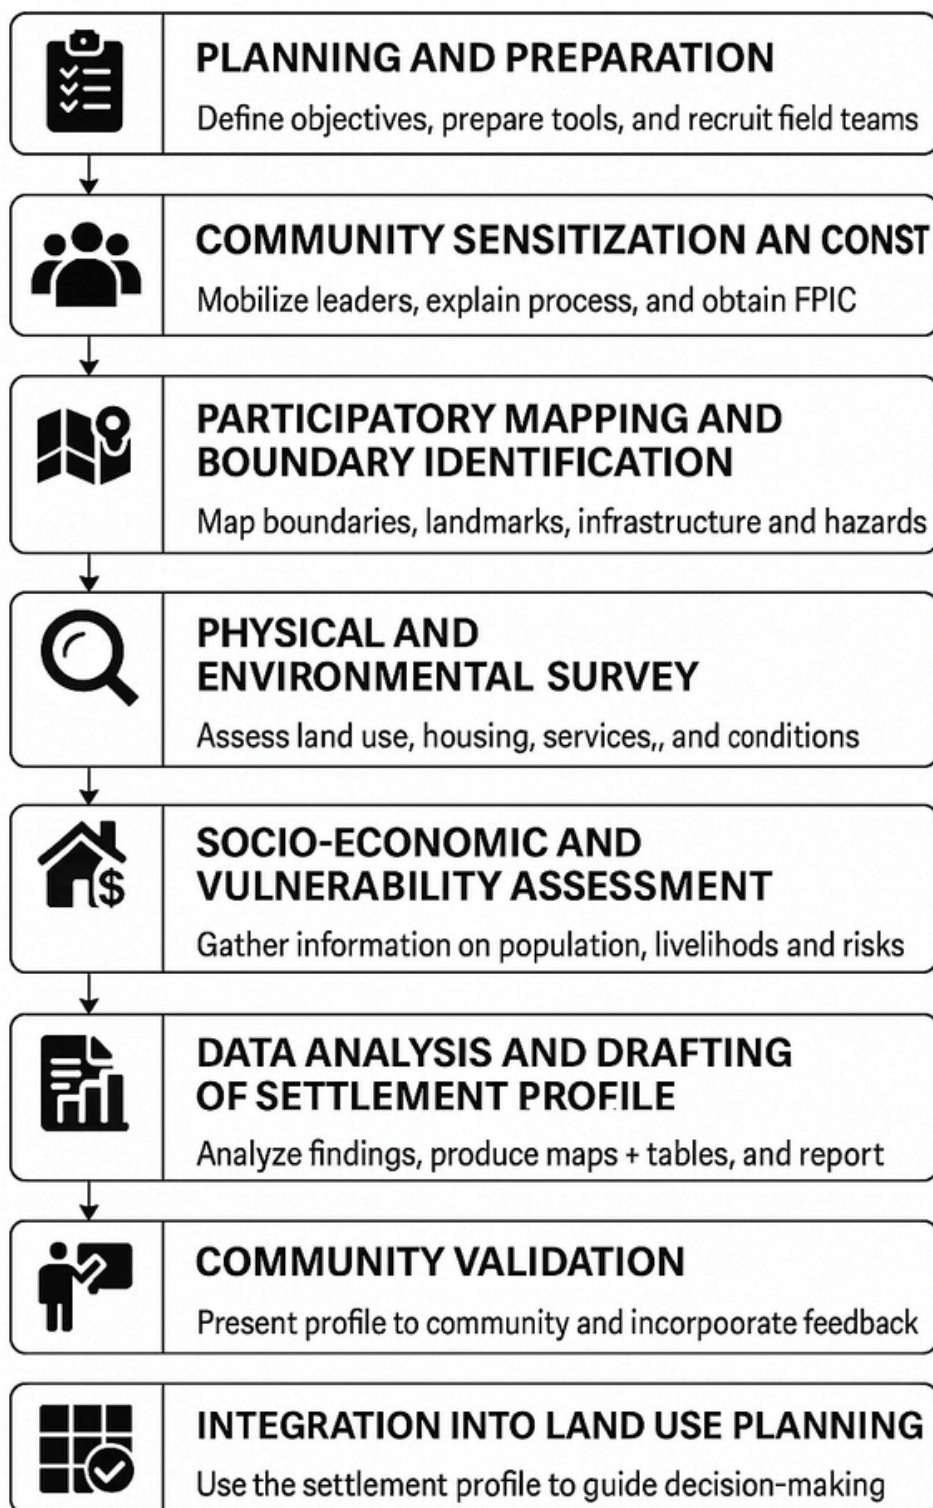 PLANNING AND PREPARATION
Define objectives, prepare tools, and recruit field teams
COMMUNITY SENSITIZATION AN CONST
Mobilize leaders, explain process, and obtain FPIC
PARTICIPATORY MAPPING AND
BOUNDARY IDENTIFICATION
Map boundaries, landmarks, infrastructure and hazards
PHYSICAL AND
ENVIRONMENTAL SURVEY
Assess land use, housing, services,, and conditions
SOCIO-ECONOMIC AND
VULNERABILITY ASSESSMENT
$
Gather information on population, livelihods and risks
DATA ANALYSIS AND DRAFTING
OF SETTLEMENT PROFILE
Analyze findings, produce maps + tables, and report
COMMUNITY VALIDATION
Present profile to community and incorpoorate feedback
INTEGRATION INTO LAND USE PLANNING
Use the settlement profile to guide decision-making